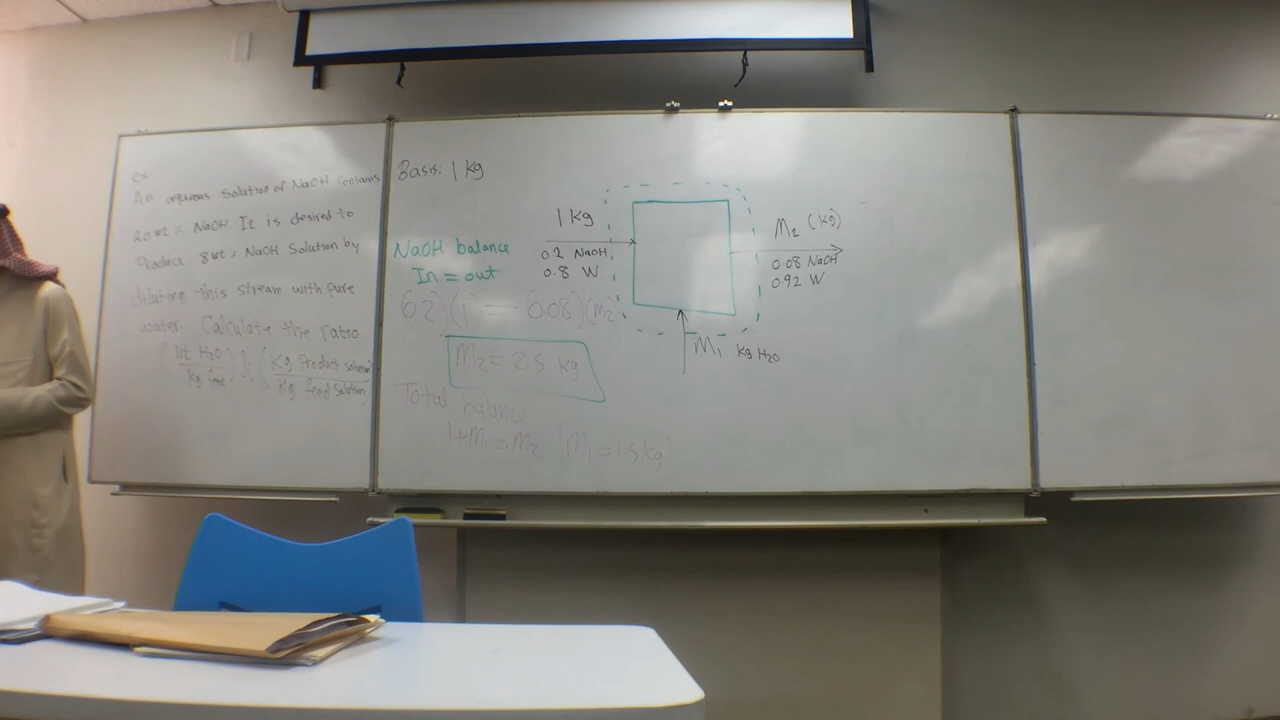 ex
An aqueous solution of NaOH contains
20 wt% NaOH. It is desired to
Produce 8 wt% NaOH Solution by
diluting this stream with pure
water. Calculate the ratio
(lit H2O / kg feed) & (Kg Product solution / Kg feed solution)
Basis: 1 Kg
NaOH balance
In = out
(0.2)(1) = (0.08)(M2)
M2 = 2.5 kg
Total balance
1+M1 = M2 M1 = 1.5 kg
1 Kg
0.2 NaOH
0.8 W
M2 (kg)
0.08 NaOH
0.92 W
M1 kg H2O